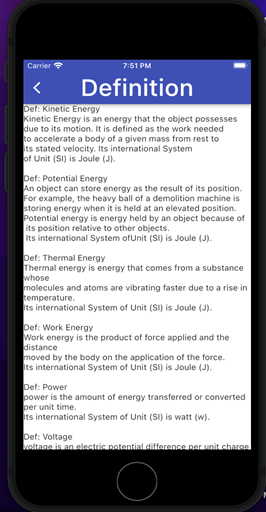 Carrier 7:51 PM
Definition
Def: Kinetic Energy
Kinetic Energy is an energy that the object possesses
due to its motion. It is defined as the work needed
to accelerate a body of a given mass from rest to
its stated velocity. Its international System
of Unit (SI) is Joule (J).
Def: Potential Energy
An object can store energy as the result of its position.
For example, the heavy ball of a demolition machine is
storing energy when it is held at an elevated position.
Potential energy is energy held by an object because of
its position relative to other objects.
Its international System ofUnit (SI) is Joule (J).
Def: Thermal Energy
Thermal energy is energy that comes from a substance
whose
molecules and atoms are vibrating faster due to a rise in
temperature.
Its international System of Unit (SI) is Joule (J).
Def: Work Energy
Work energy is the product of force applied and the
distance
moved by the body on the application of the force.
Its international System of Unit (SI) is Joule (J).
Def: Power
power is the amount of energy transferred or converted
per unit time.
Its international System of Unit (SI) is watt (w).
Def: Voltage
voltage is an electric potential difference per unit charge